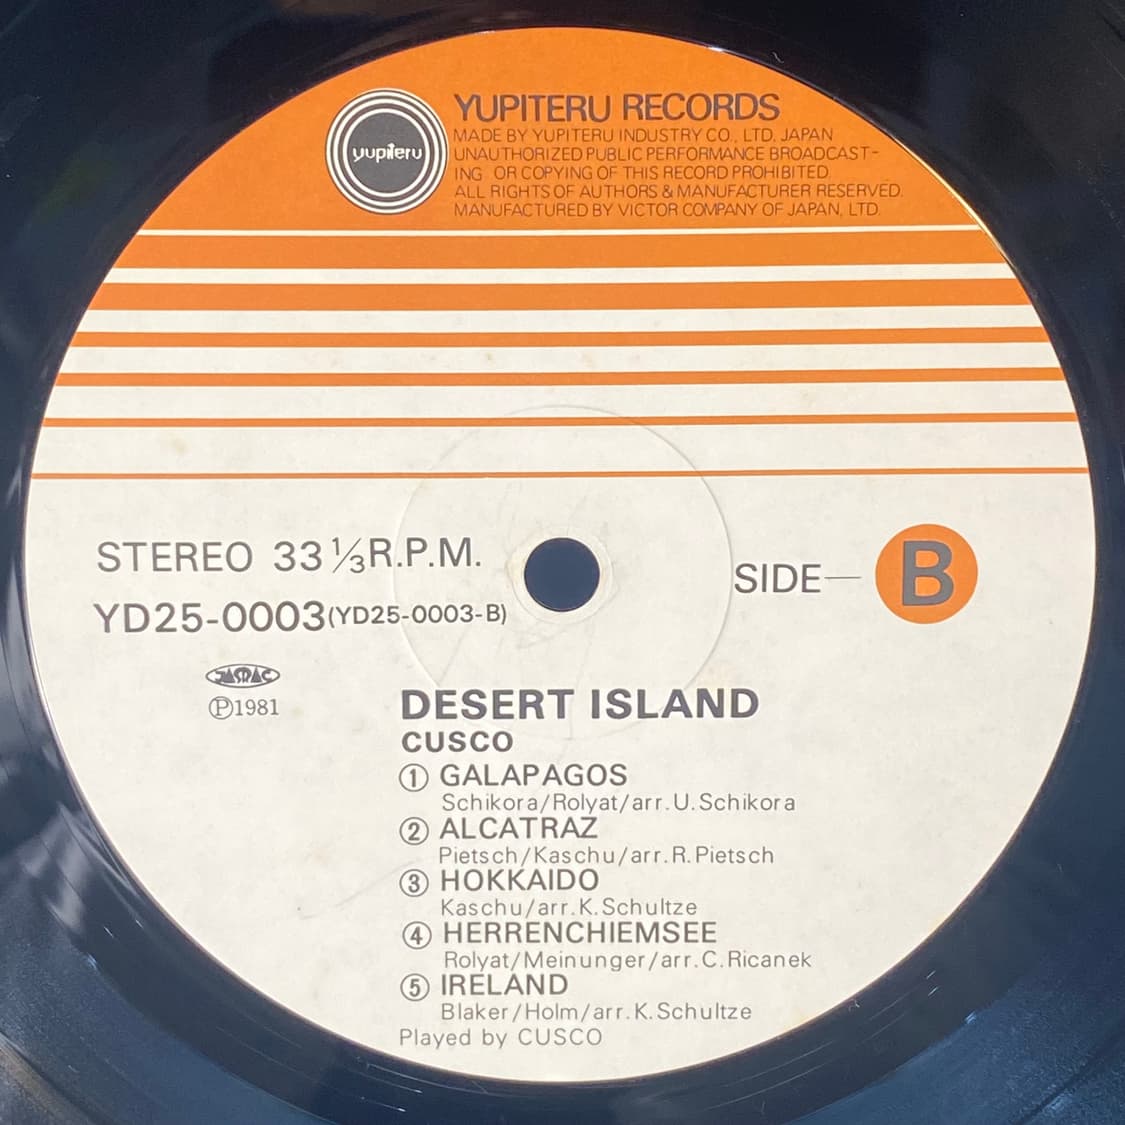 yupiteru
YUPITERU RECORDS
MADE BY YUPITERU INDUSTRY CO., LTD. JAPAN
UNAUTHORIZED PUBLIC PERFORMANCE BROADCAST-
ING OR COPYING OF THIS RECORD PROHIBITED.
ALL RIGHTS OF AUTHORS & MANUFACTURER RESERVED.
MANUFACTURED BY VICTOR COMPANY OF JAPAN, LTD.
STEREO 33 1/3 R.P.M.
SIDE—B
YD25-0003(YD25-0003-B)
JASRAC
Ⓟ1981
DESERT ISLAND
CUSCO
① GALAPAGOS
Schikora/Rolyat/arr.U.Schikora
② ALCATRAZ
Pietsch/Kaschu/arr.R.Pietsch
③ HOKKAIDO
Kaschu/arr.K.Schultze
④ HERRENCHIEMSEE
Rolyat/Meinunger/arr.C.Ricanek
⑤ IRELAND
Blaker/Holm/arr.K.Schultze
Played by CUSCO